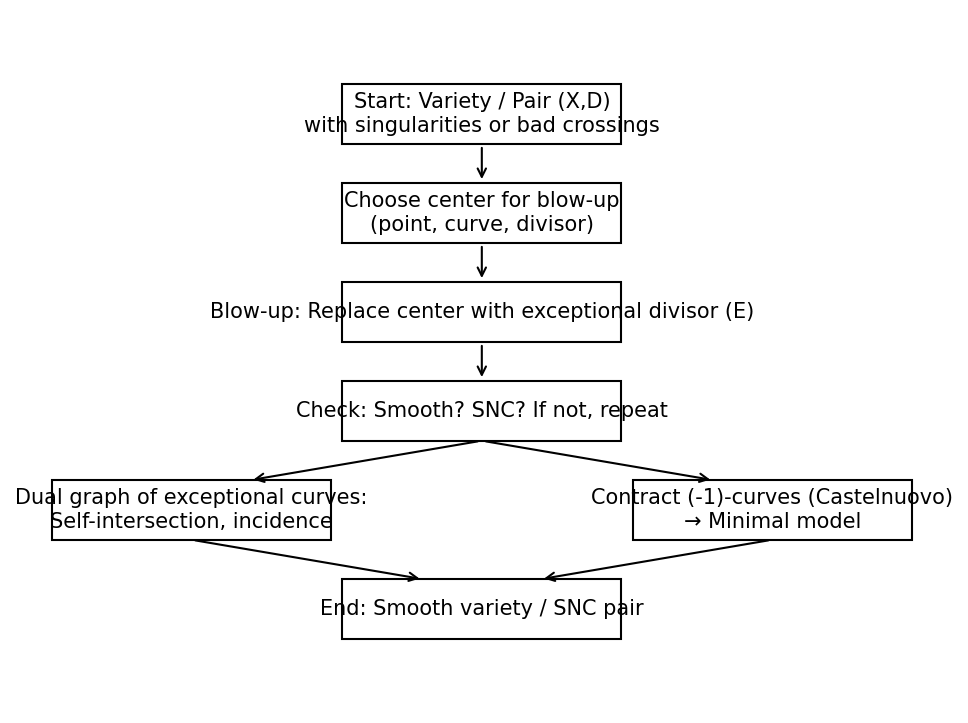 Start: Variety / Pair (X,D)
with singularities or bad crossings
Choose center for blow-up
(point, curve, divisor)
Blow-up: Replace center with exceptional divisor (E)
Check: Smooth? SNC? If not, repeat
Dual graph of exceptional curves:
Self-intersection, incidence
Contract (-1)-curves (Castelnuovo)
→ Minimal model
End: Smooth variety / SNC pair